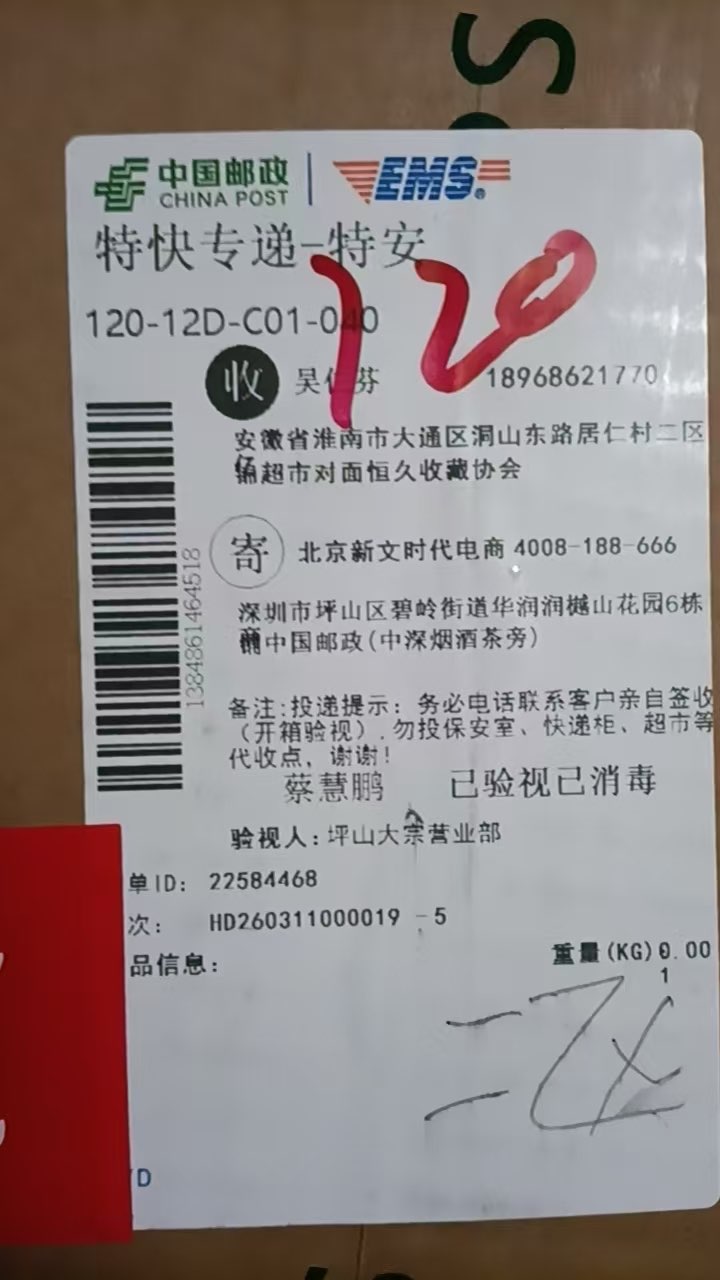 中国邮政
CHINA POST
EMS
特快专递-特安
120
120-12D-C01-040
收 吴仁芬 18968621770
安徽省淮南市大通区洞山东路居仁村二区
超市对面恒久收藏协会
寄 北京新文时代电商 4008-188-666
深圳市坪山区碧岭街道华润润樾山花园6栋
中国邮政(中深烟酒茶旁)
1384861464518
备注:投递提示: 务必电话联系客户亲自签收
(开箱验视),勿投保安室、快递柜、超市等
代收点, 谢谢!
蔡慧鹏 已验视已消毒
验视人:坪山大宗营业部
单ID: 22584468
次: HD260311000019 -5
品信息:
重量(KG)0.00
1
D